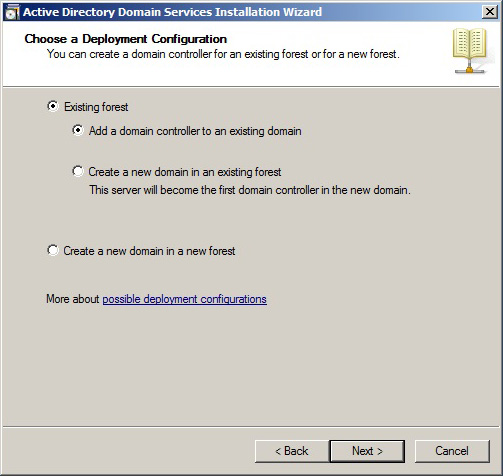 Active Directory Domain Services Installation Wizard
Choose a Deployment Configuration
You can create a domain controller for an existing forest or for a new forest.
Existing forest
Add a domain controller to an existing domain
Create a new domain in an existing forest
This server will become the first domain controller in the new domain.
Create a new domain in a new forest
More about possible deployment configurations
< Back Next > Cancel